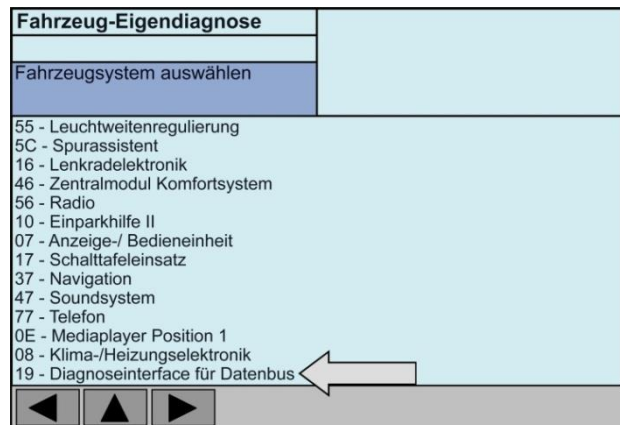 Fahrzeug-Eigendiagnose
Fahrzeugsystem auswählen
55 - Leuchtweitenregulierung
5C - Spurassistent
16 - Lenkradelektronik
46 - Zentralmodul Komfortsystem
56 - Radio
10 - Einparkhilfe II
07 - Anzeige-/ Bedieneinheit
17 - Schalttafeleinsatz
37 - Navigation
47 - Soundsystem
77 - Telefon
0E - Mediaplayer Position 1
08 - Klima-/Heizungselektronik
19 - Diagnoseinterface für Datenbus